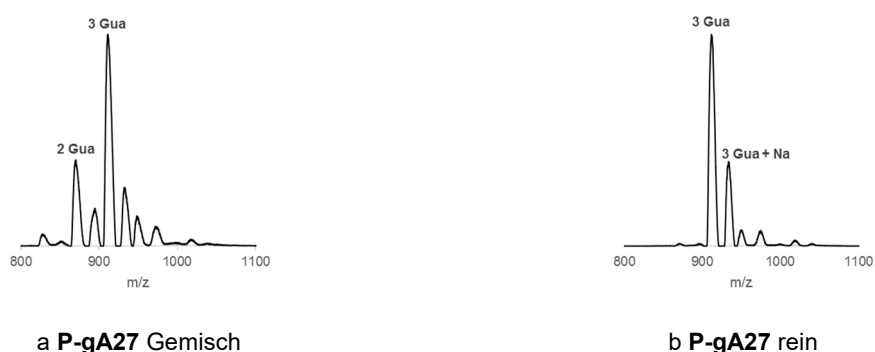 3 Gua
2 Gua
800 900 1000 1100
m/z
a P-gA27 Gemisch
3 Gua
3 Gua + Na
800 900 1000 1100
m/z
b P-gA27 rein